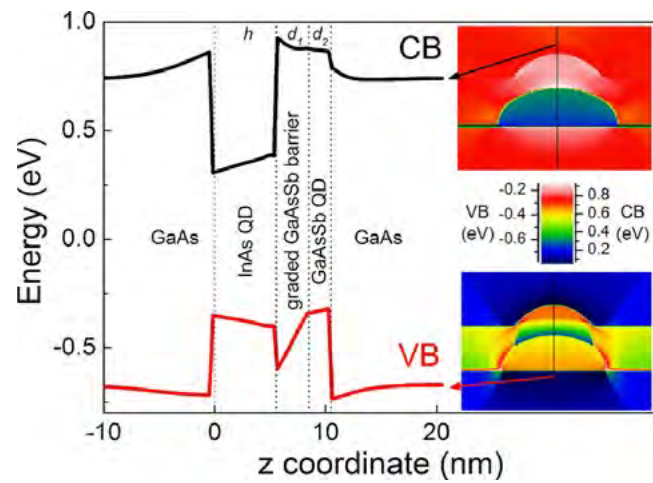 h d₁ d₂
CB
1.0
0.5
0.0
-0.5
Energy (eV)
GaAs
InAs QD
graded GaAsSb barrier
GaAsSb QD
GaAs
VB
-10 0 10 20
z coordinate (nm)
-0.2 0.8
VB 0.6 CB
(eV) 0.4 (eV)
-0.6 0.2